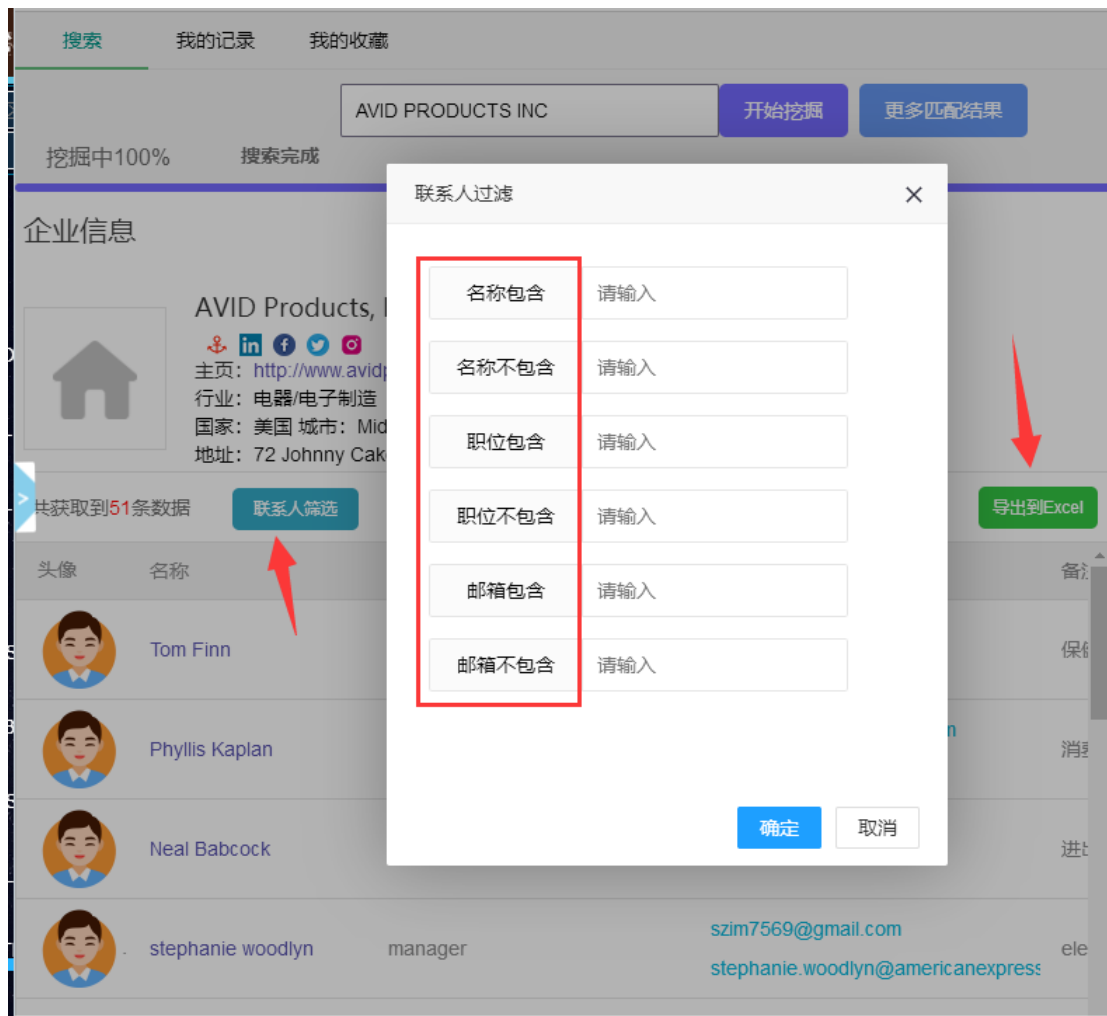 搜索 我的记录 我的收藏
AVID PRODUCTS INC 开始挖掘 更多匹配结果
挖掘中100% 搜索完成
联系人过滤
企业信息
AVID Products,
主页：http://www.avidp
行业：电器/电子制造
国家：美国 城市：Mid
地址：72 Johnny Cak
共获取到51条数据 联系人筛选 导出到Excel
名称包含 请输入
名称不包含 请输入
职位包含 请输入
职位不包含 请输入
邮箱包含 请输入
邮箱不包含 请输入
确定 取消
头像 名称
Tom Finn
Phyllis Kaplan
Neal Babcock
stephanie woodlyn manager szim7569@gmail.com
stephanie.woodlyn@americanexpress
ele